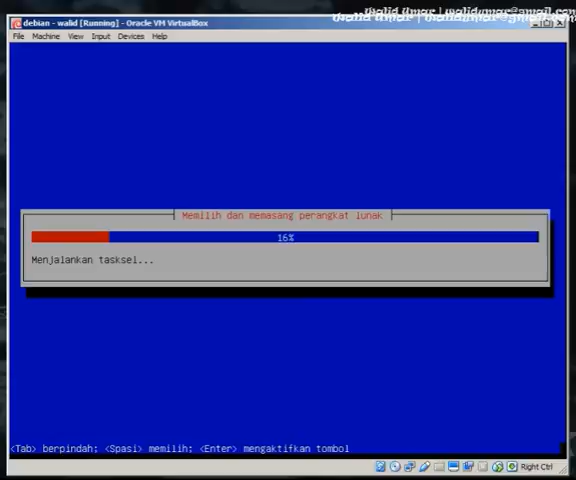 Walid Umar | walidumar@gmail.com
debian - walid [Running] - Oracle VM VirtualBox
File Machine View Input Devices Help
Memilih dan memasang perangkat lunak
16%
Menjalankan tasksel...
<Tab> berpindah; <Spasi> memilih; <Enter> mengaktifkan tombol
Right Ctrl